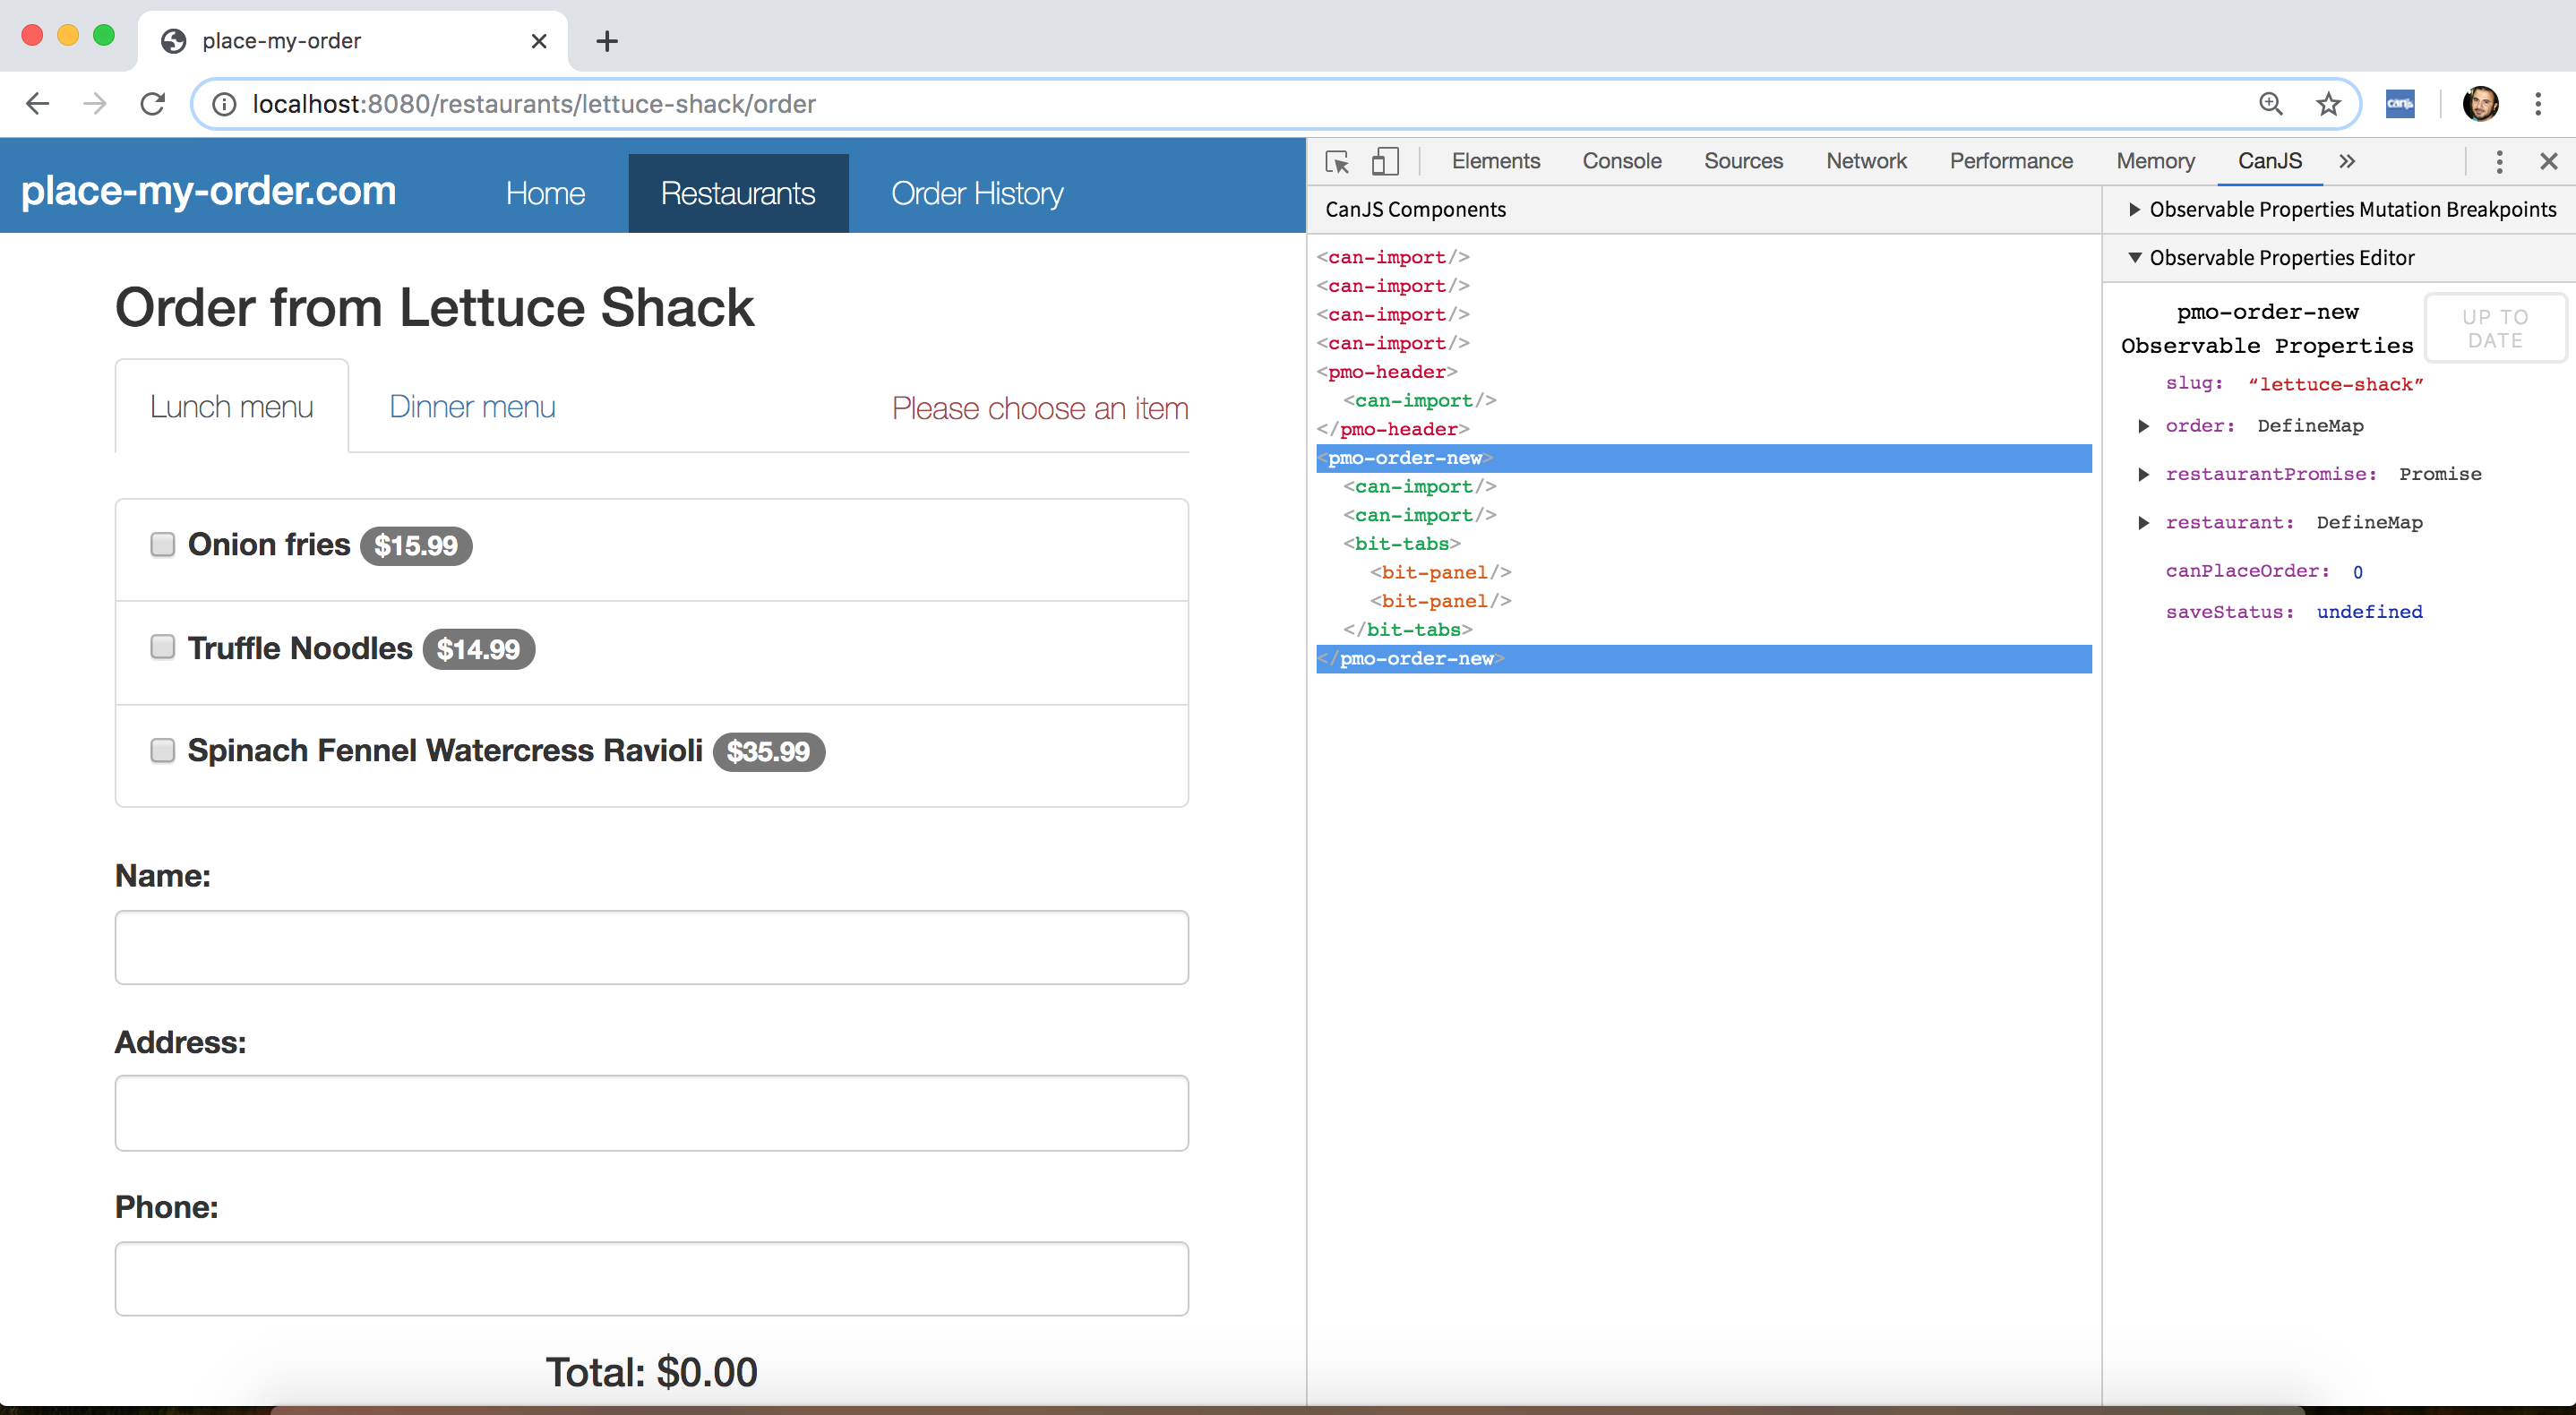 place-my-order
localhost:8080/restaurants/lettuce-shack/order
canjs
place-my-order.com
Home
Restaurants
Order History
Order from Lettuce Shack
Lunch menu
Dinner menu
Please choose an item
Onion fries $15.99
Truffle Noodles $14.99
Spinach Fennel Watercress Ravioli $35.99
Name:
Address:
Phone:
Total: $0.00
Elements
Console
Sources
Network
Performance
Memory
CanJS
CanJS Components
<can-import/>
<can-import/>
<can-import/>
<can-import/>
<pmo-header>
<can-import/>
</pmo-header>
<pmo-order-new>
<can-import/>
<can-import/>
<bit-tabs>
<bit-panel/>
<bit-panel/>
</bit-tabs>
</pmo-order-new>
Observable Properties Mutation Breakpoints
Observable Properties Editor
pmo-order-new
Observable Properties
UP TO
DATE
slug: “lettuce-shack”
order: DefineMap
restaurantPromise: Promise
restaurant: DefineMap
canPlaceOrder: 0
saveStatus: undefined